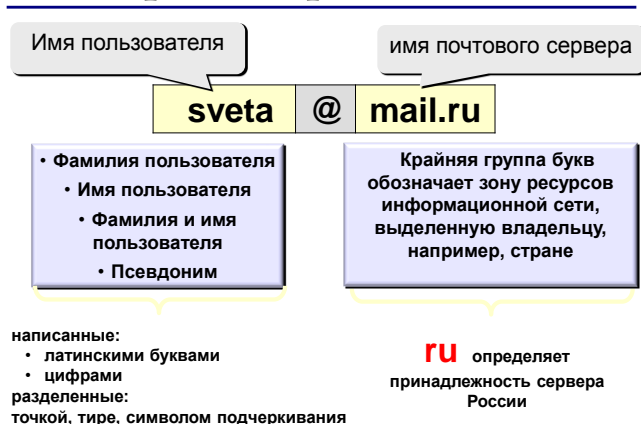 Имя пользователя
имя почтового сервера
sveta @ mail.ru
• Фамилия пользователя
• Имя пользователя
• Фамилия и имя
пользователя
• Псевдоним
Крайняя группа букв
обозначает зону ресурсов
информационной сети,
выделенную владельцу,
например, стране
написанные:
• латинскими буквами
• цифрами
разделенные:
точкой, тире, символом подчеркивания
ru определяет
принадлежность сервера
России